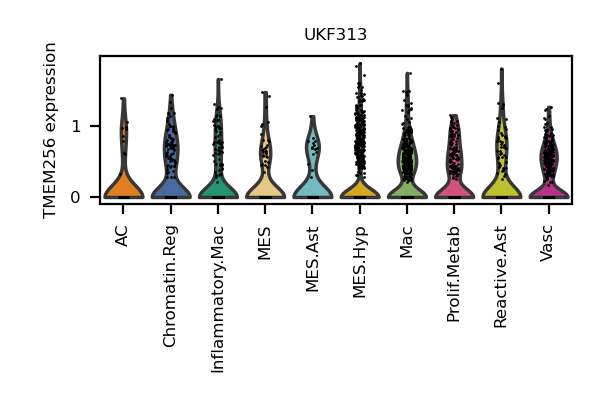 UKF313
TMEM256 expression
1
0
AC
Chromatin.Reg
Inflammatory.Mac
MES
MES.Ast
MES.Hyp
Mac
Prolif.Metab
Reactive.Ast
Vasc